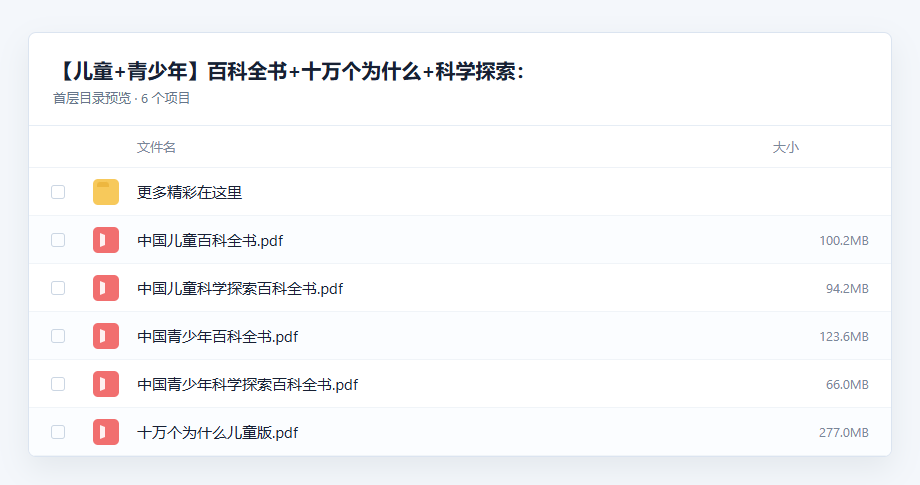 【儿童+青少年】百科全书+十万个为什么+科学探索：
首层目录预览 · 6 个项目
文件名 大小
更多精彩在这里
中国儿童百科全书.pdf 100.2MB
中国儿童科学探索百科全书.pdf 94.2MB
中国青少年百科全书.pdf 123.6MB
中国青少年科学探索百科全书.pdf 66.0MB
十万个为什么儿童版.pdf 277.0MB